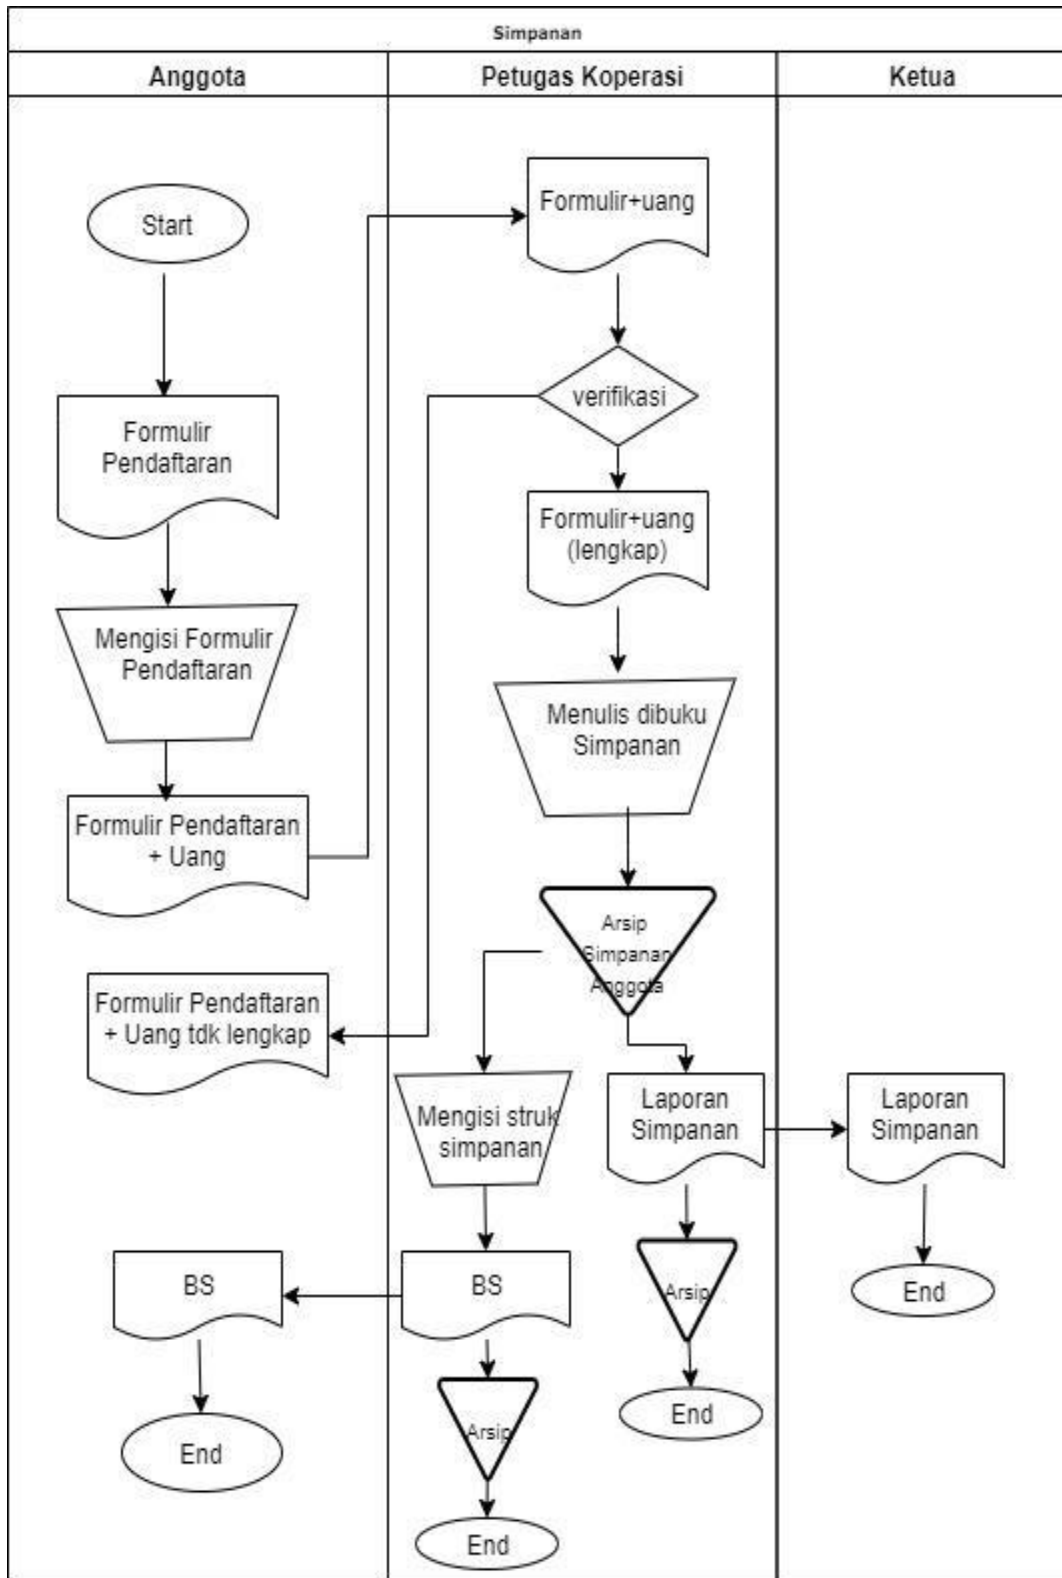 Simpanan
Anggota
Petugas Koperasi
Ketua
Start
Formulir
Pendaftaran
Mengisi Formulir
Pendaftaran
Formulir Pendaftaran
+ Uang
Formulir Pendaftaran
+ Uang tdk lengkap
BS
End
Formulir+uang
verifikasi
Formulir+uang
(lengkap)
Menulis dibuku
Simpanan
Arsip
Simpanan
Anggota
Mengisi struk
simpanan
BS
Arsip
End
Laporan
Simpanan
Arsip
End
Laporan
Simpanan
End